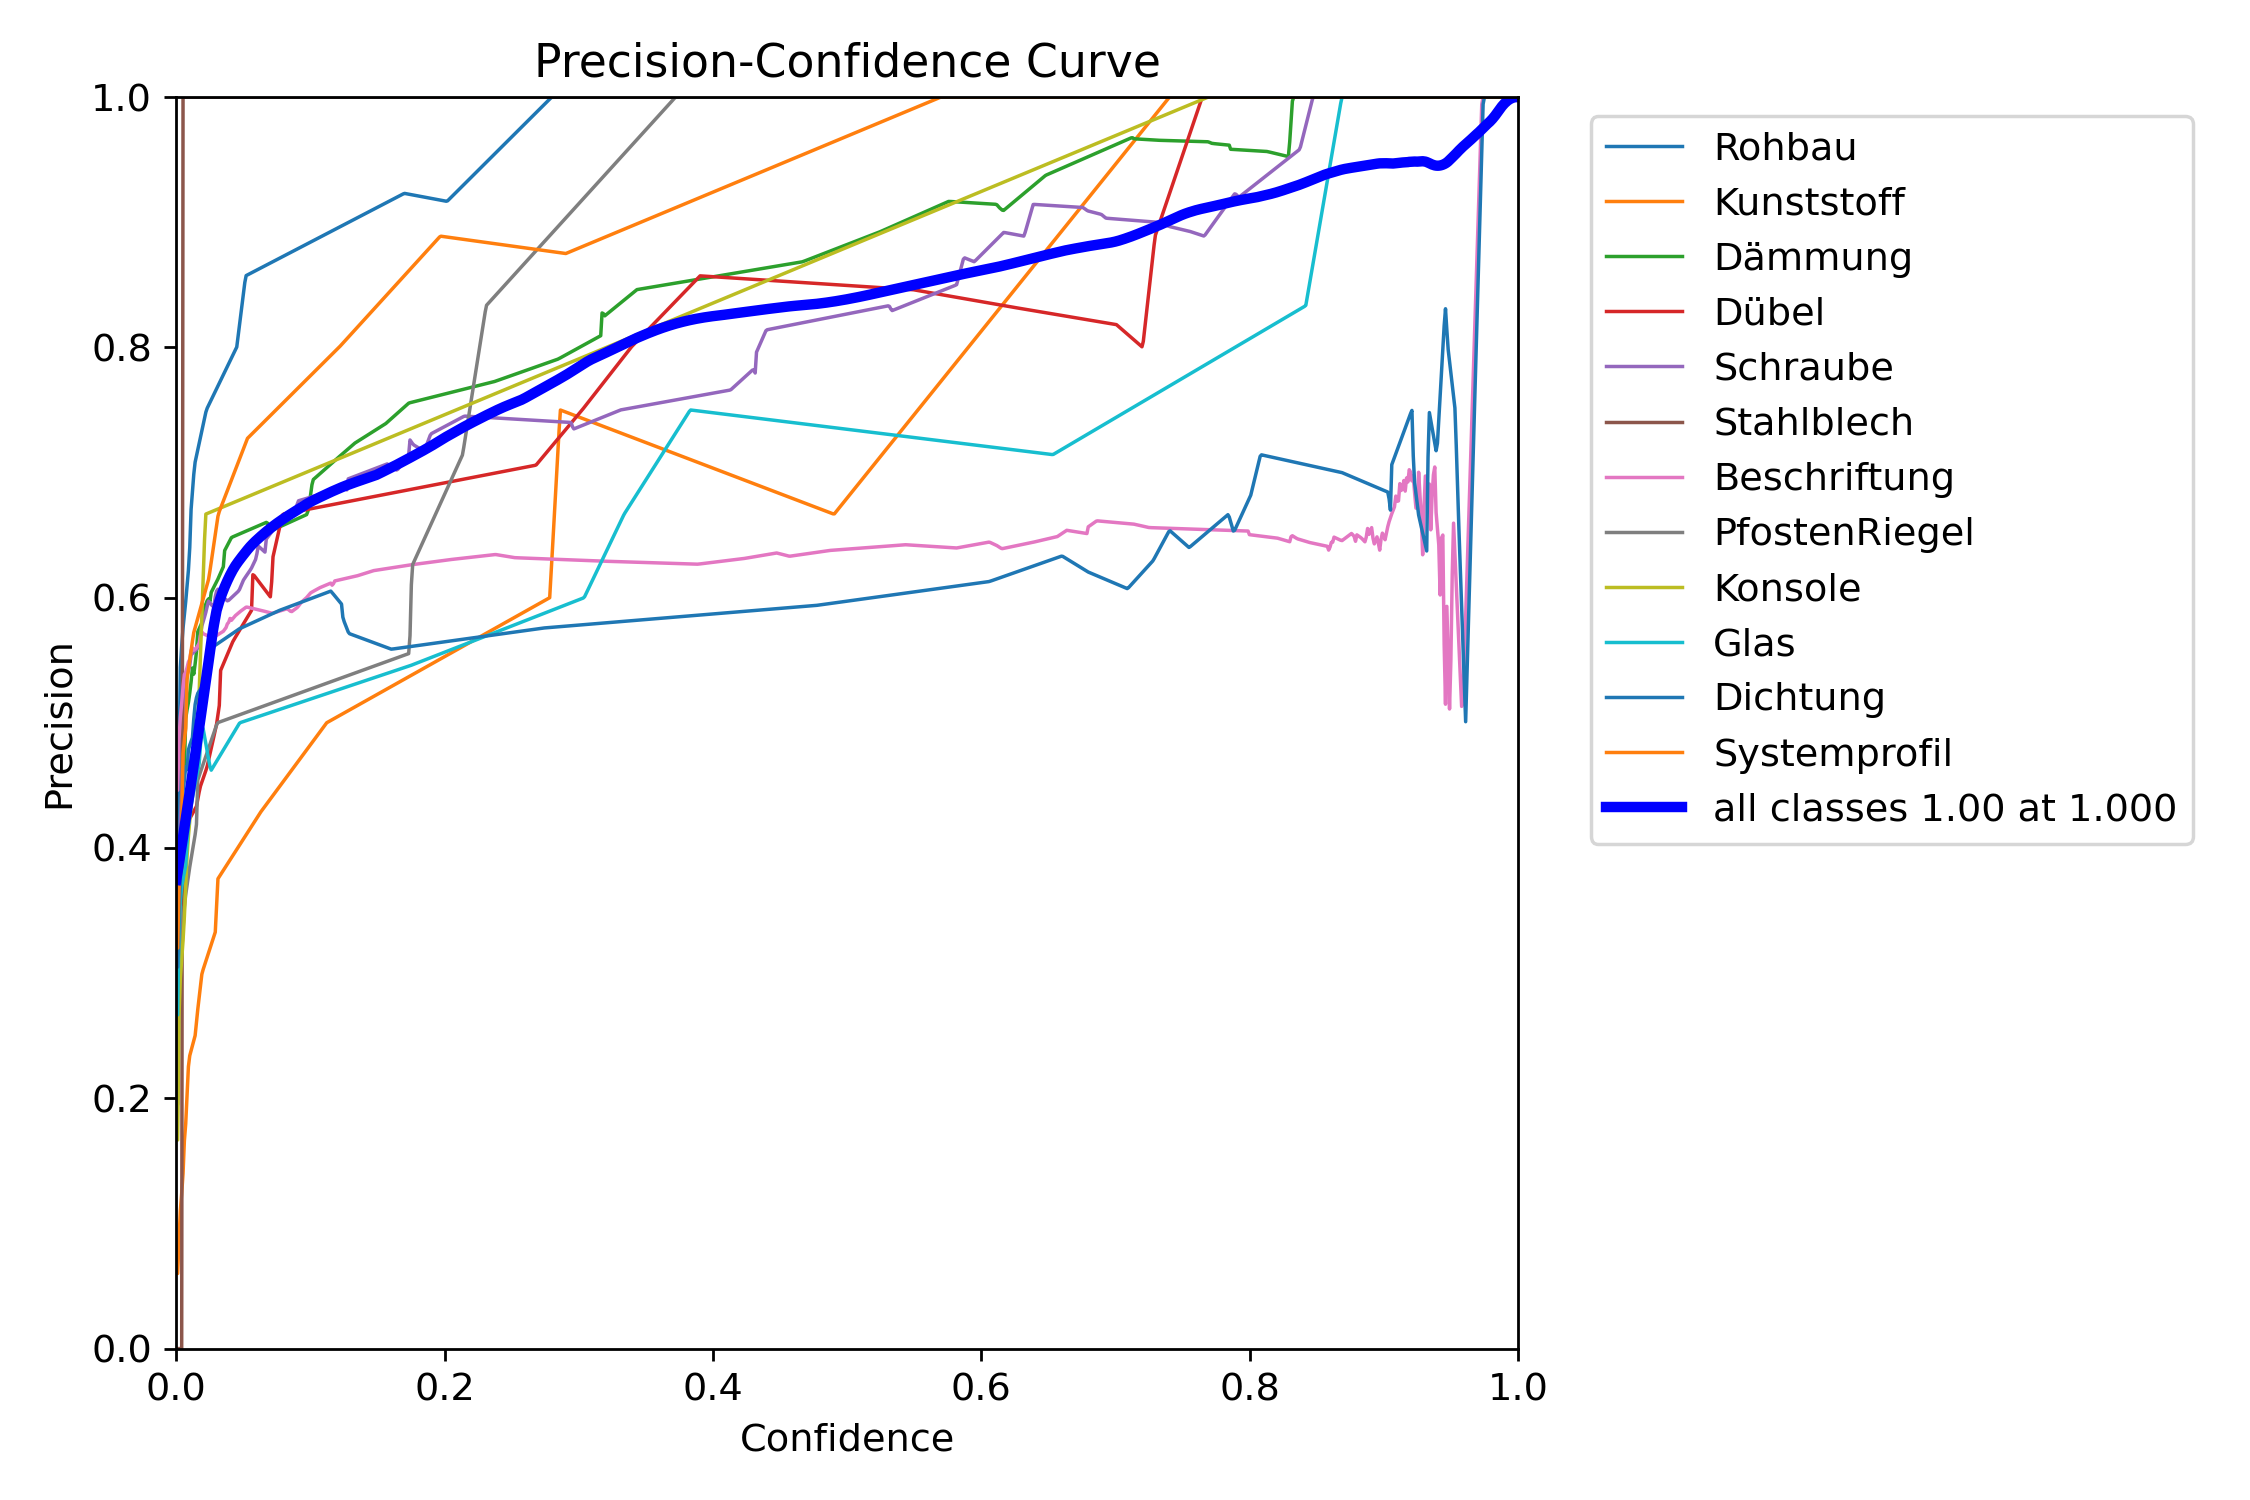 Precision-Confidence Curve
1.0
0.8
0.6
0.4
0.2
0.0
Precision
0.0 0.2 0.4 0.6 0.8 1.0
Confidence
Rohbau
Kunststoff
Dämmung
Dübel
Schraube
Stahlblech
Beschriftung
PfostenRiegel
Konsole
Glas
Dichtung
Systemprofil
all classes 1.00 at 1.000